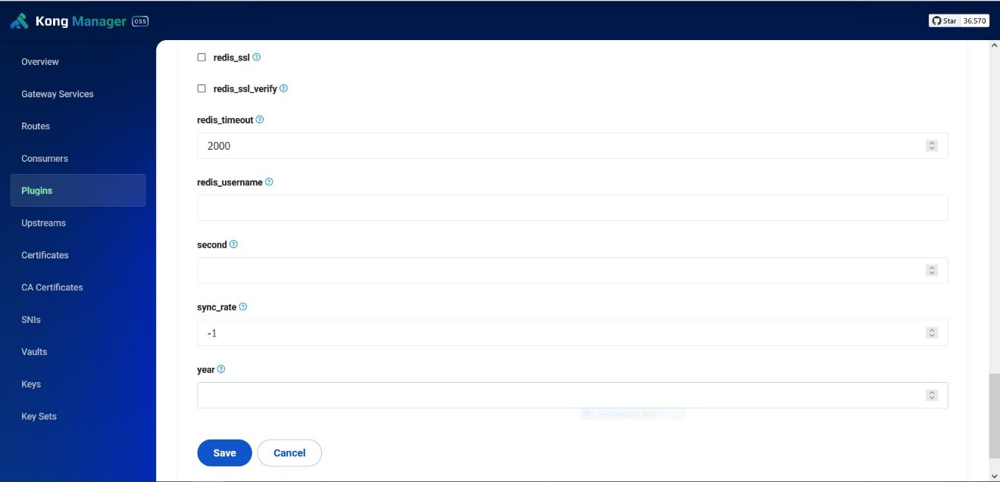 Kong Manager OSS
Star 36,570
Overview
Gateway Services
Routes
Consumers
Plugins
Upstreams
Certificates
CA Certificates
SNIs
Vaults
Keys
Key Sets
redis_ssl
redis_ssl_verify
redis_timeout
2000
redis_username
second
sync_rate
-1
year
Rectangular Snip
Save Cancel